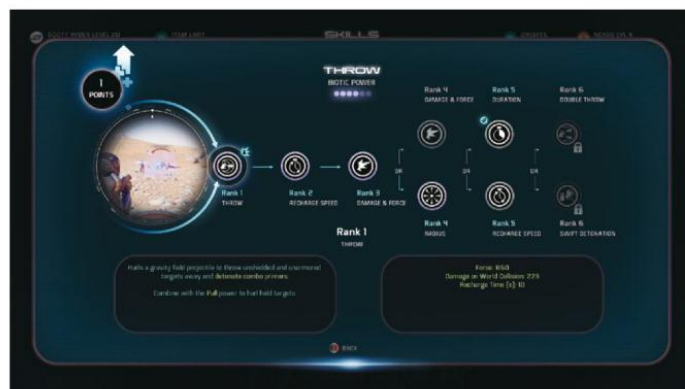 SKILLS
1
POINTS
THROW
BIOTIC POWER
Rank 4
DAMAGE & FORCE
Rank 5
DURATION
Rank 6
DOUBLE THROW
Rank 1
THROW
Rank 2
RECHARGE SPEED
Rank 3
DAMAGE & FORCE
OR
OR
OR
Rank 4
RADIUS
Rank 5
RECHARGE SPEED
Rank 6
SWIFT DETONATION
Rank 1
THROW
Hurls a gravity field projectile to throw unshielded and unarmored
targets away and detonate combo primers.
Combine with the Pull power to hurl held targets.
Force: 650
Damage on World Collision: 225
Recharge Time (s): 10
BACK